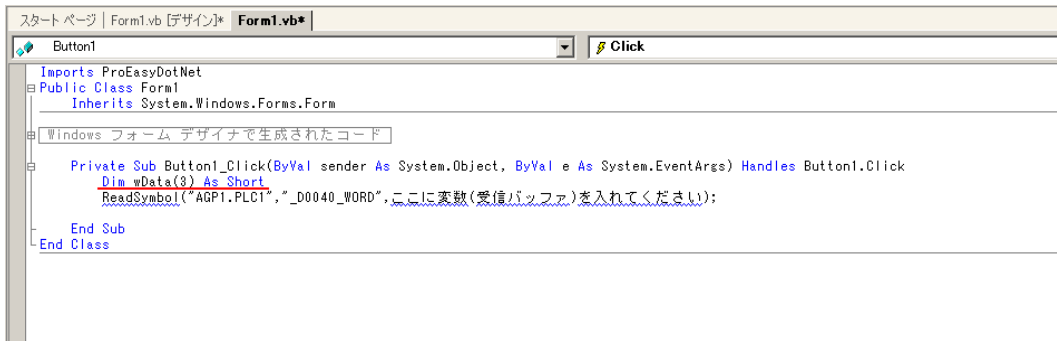 スタート ページ | Form1.vb [デザイン]* Form1.vb*
Button1 Click
Imports ProEasyDotNet
Public Class Form1
Inherits System.Windows.Forms.Form
Windows フォーム デザイナで生成されたコード
Private Sub Button1_Click(ByVal sender As System.Object, ByVal e As System.EventArgs) Handles Button1.Click
Dim wData(3) As Short
ReadSymbol("AGP1.PLC1","_D0040_WORD",ここに変数(受信バッファ)を入れてください);
End Sub
End Class